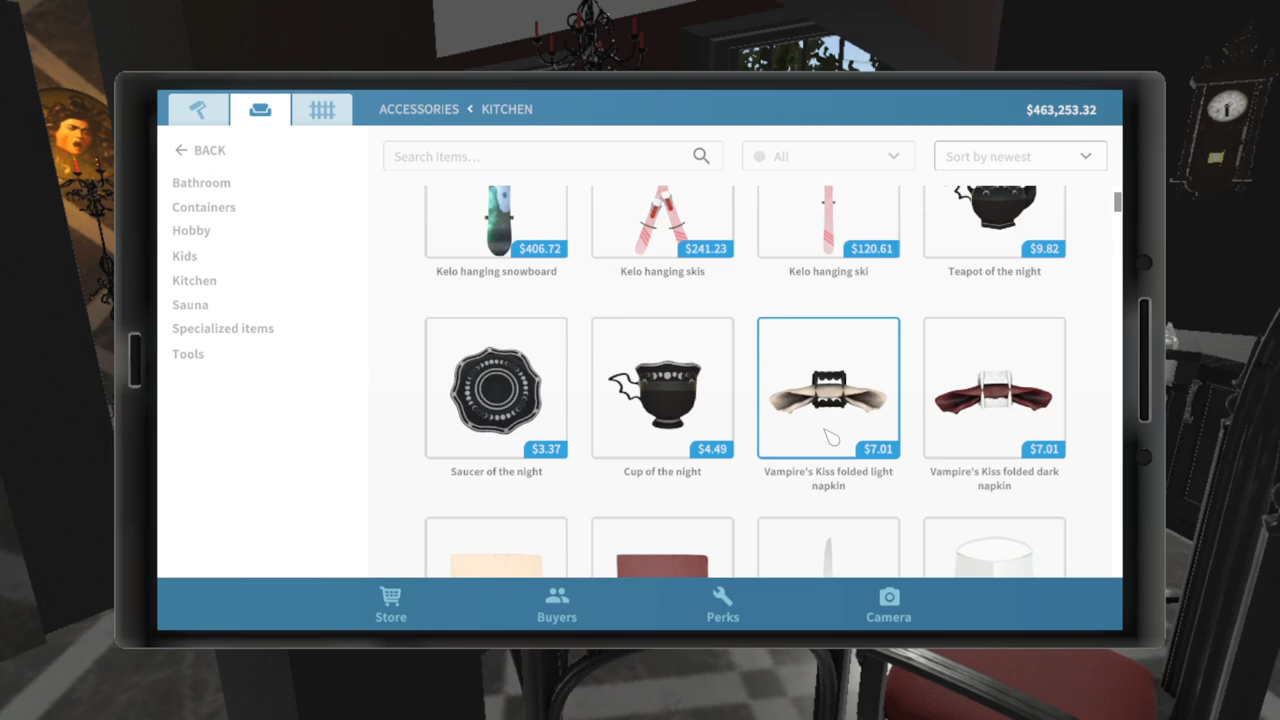 ACCESSORIES < KITCHEN
$463,253.32
BACK
Search items...
All
Sort by newest
Bathroom
Containers
Hobby
Kids
Kitchen
Sauna
Specialized items
Tools
$406.72
$241.23
$120.61
$9.82
Kelo hanging snowboard
Kelo hanging skis
Kelo hanging ski
Teapot of the night
$3.37
$4.49
$7.01
$7.01
Saucer of the night
Cup of the night
Vampire's Kiss folded light
napkin
Vampire's Kiss folded dark
napkin
Store
Buyers
Perks
Camera